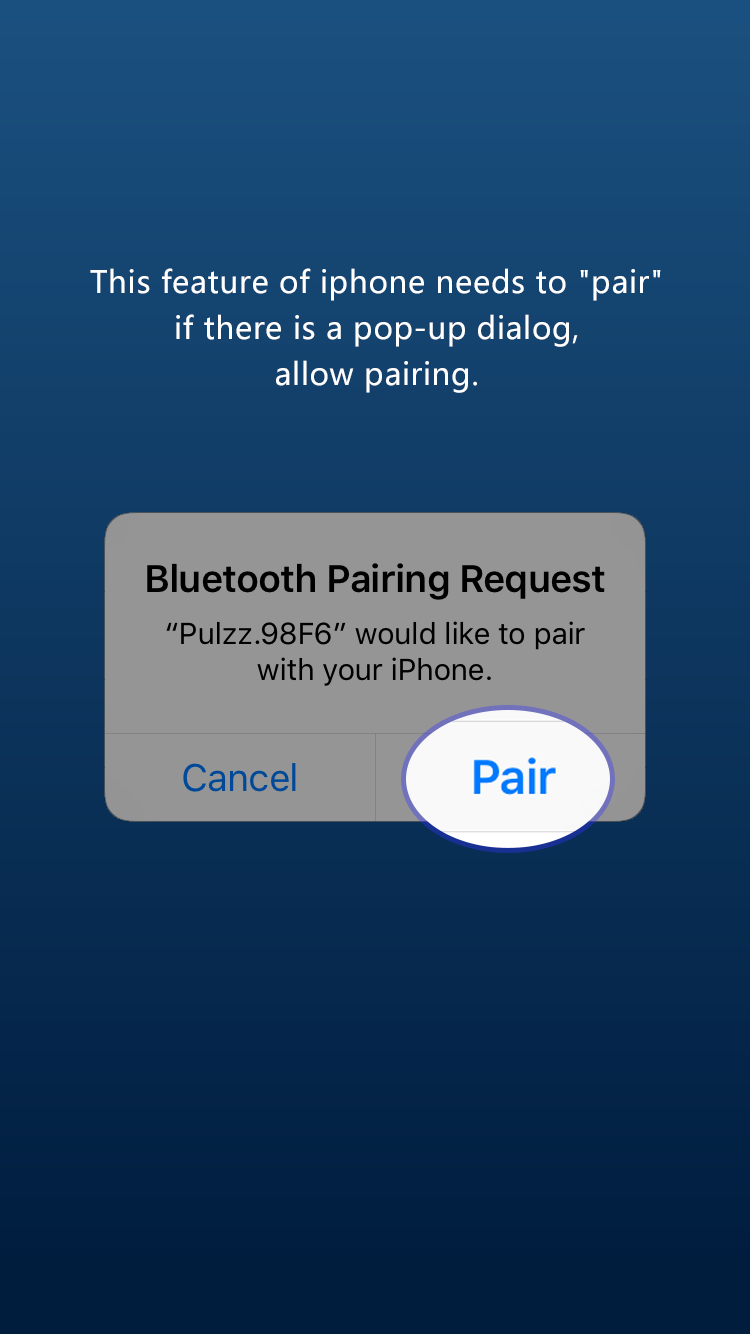 This feature of iphone needs to "pair"
if there is a pop-up dialog,
allow pairing.
Bluetooth Pairing Request
“Pulzz.98F6” would like to pair
with your iPhone.
Cancel
Pair